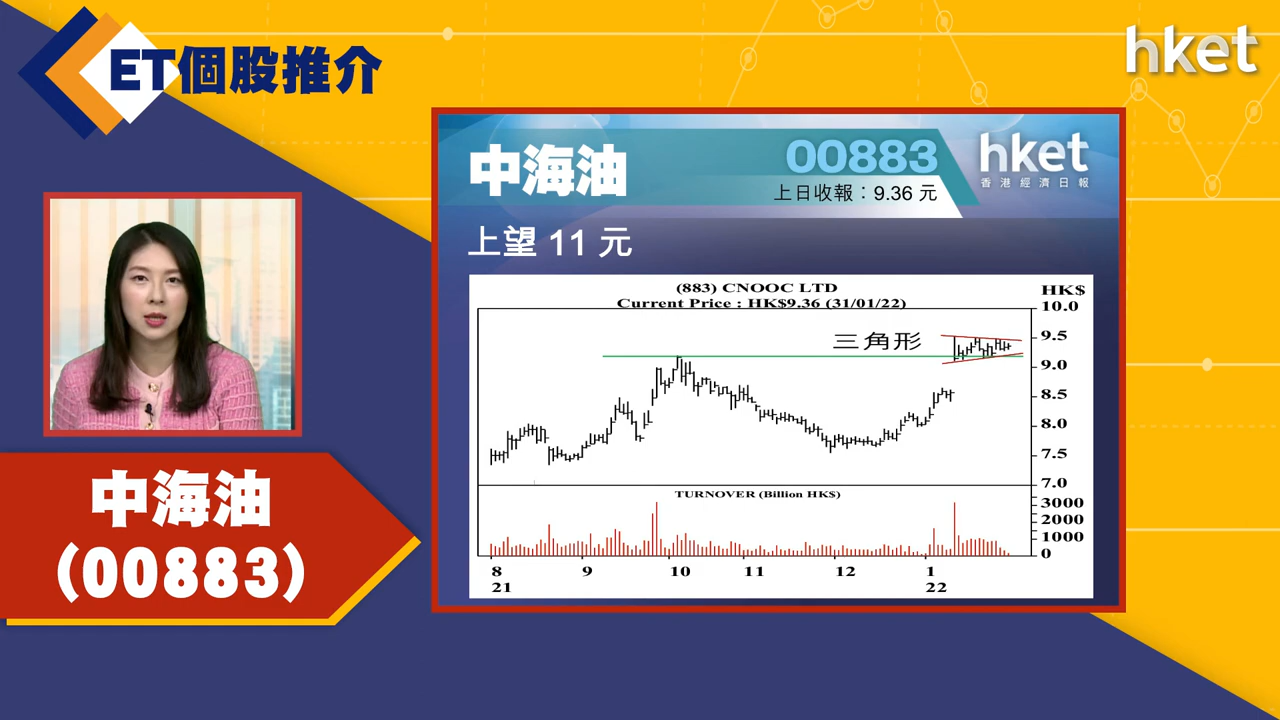 ET個股推介
hket
中海油
00883
上日收報：9.36 元
hket
香港經濟日報
上望 11 元
(883) CNOOC LTD
Current Price : HK$9.36 (31/01/22)
HK$
10.0
9.5
9.0
8.5
8.0
7.5
7.0
三角形
TURNOVER (Billion HK$)
3000
2000
1000
0
8 9 10 11 12 1
21 22
中海油
(00883)